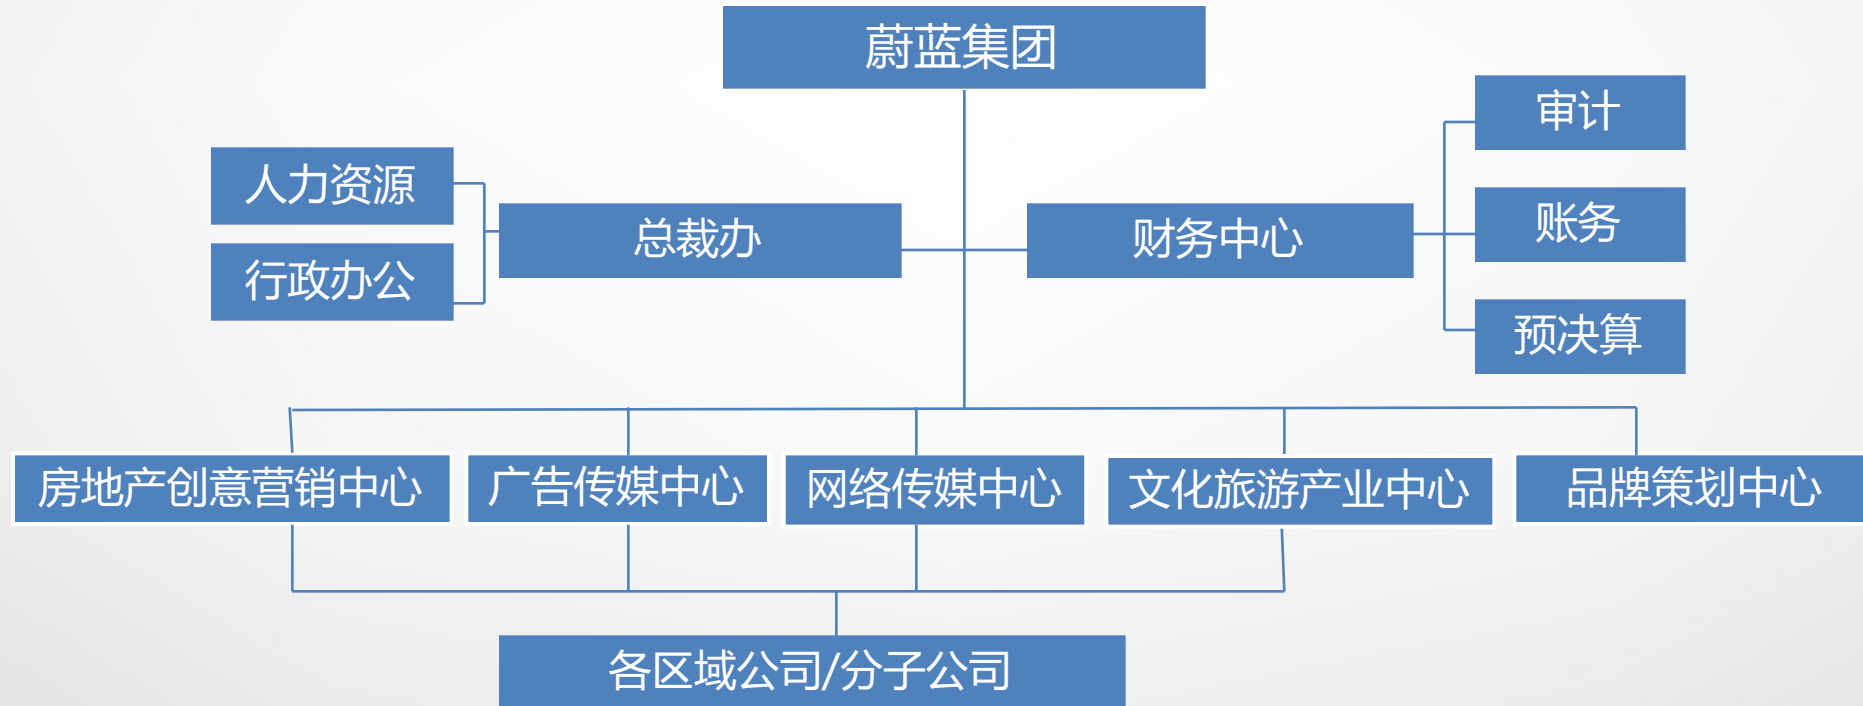 蔚蓝集团
审计
人力资源
总裁办
财务中心
账务
行政办公
预决算
房地产创意营销中心
广告传媒中心
网络传媒中心
文化旅游产业中心
品牌策划中心
各区域公司/分子公司